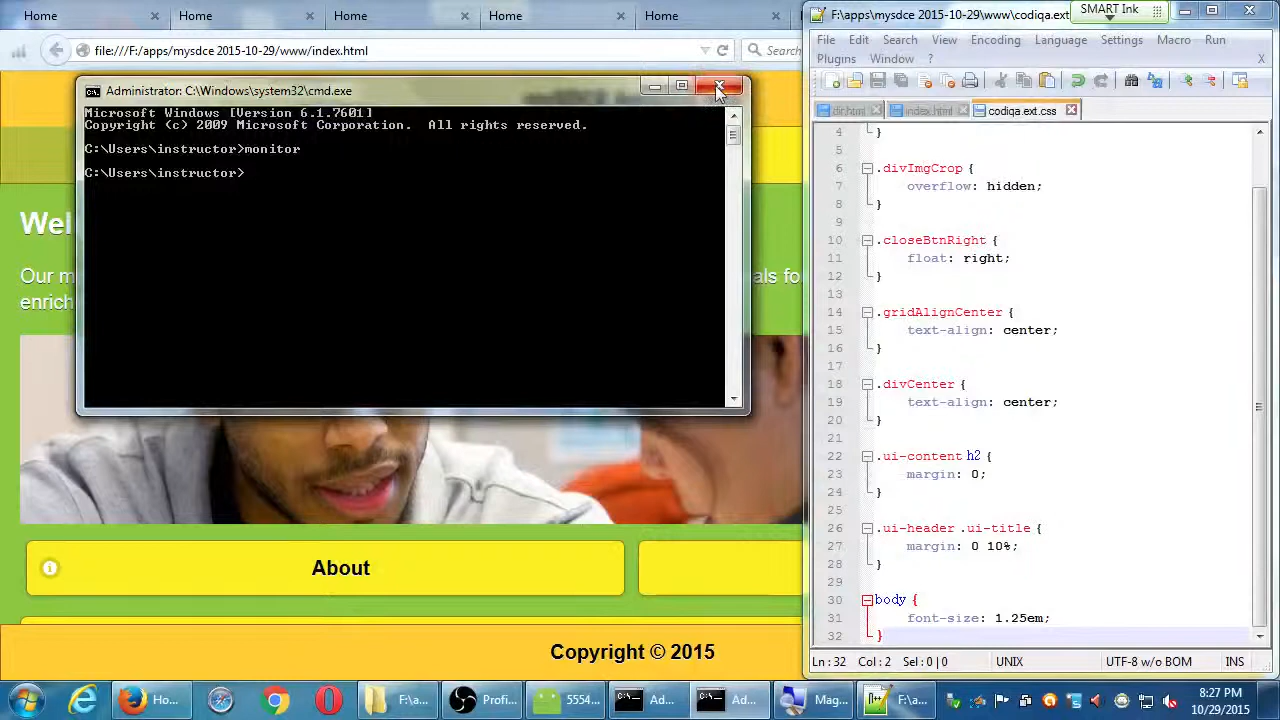 Home
Home
Home
Home
Home
F:\apps\mysdce 2015-10-29\www\codiqa.ext
SMART Ink
file:///F:/apps/mysdce 2015-10-29/www/index.html
Search
File Edit Search View Encoding Language Settings Macro Run
Plugins Window X
index.html
codiqa.ext.css
Administrator: C:\Windows\system32\cmd.exe
Microsoft Windows [Version 6.1.7601]
Copyright (c) 2009 Microsoft Corporation. All rights reserved.
C:\Users\instructor>monitor
C:\Users\instructor>
Wel
Our m
als fo
enrich
About
Copyright © 2015
4 }
5
6 .divImgCrop {
7 overflow: hidden;
8 }
9
10 .closeBtnRight {
11 float: right;
12 }
13
14 .gridAlignCenter {
15 text-align: center;
16 }
17
18 .divCenter {
19 text-align: center;
20 }
21
22 .ui-content h2 {
23 margin: 0;
24 }
25
26 .ui-header .ui-title {
27 margin: 0 10%;
28 }
29
30 body {
31 font-size: 1.25em;
32 }
Ln : 32 Col : 2 Sel : 0 | 0 UNIX UTF-8 w/o BOM INS
Ho...
F:\a...
Profi...
5554...
Ad...
Ad...
Mag...
F:\a...
8:27 PM
10/29/2015